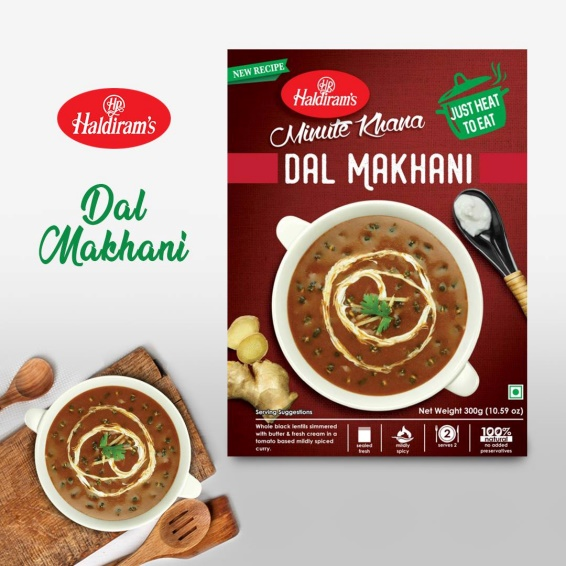 HR
Haldiram's
Dal
Makhani
NEW RECIPE
HR
Haldiram's
Minute Khana
JUST HEAT
TO EAT
DAL MAKHANI
Serving Suggestions
Net Weight 300g (10.59 oz)
Whole black lentils simmered
with butter & fresh cream in a
tomato based mildly spiced
curry.
sealed
fresh
mildly
spicy
2
serves 2
100%
natural
no added
preservatives